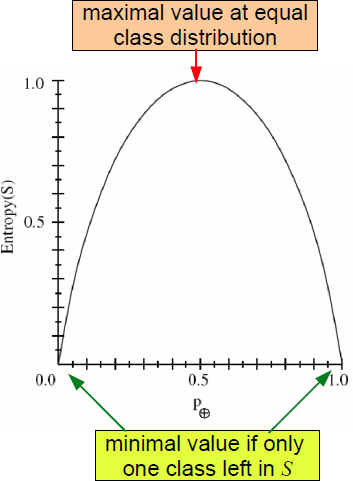 maximal value at equal
class distribution
1.0
Entropy(S)
0.5
0.0
0.5
1.0
p⊕
minimal value if only
one class left in S